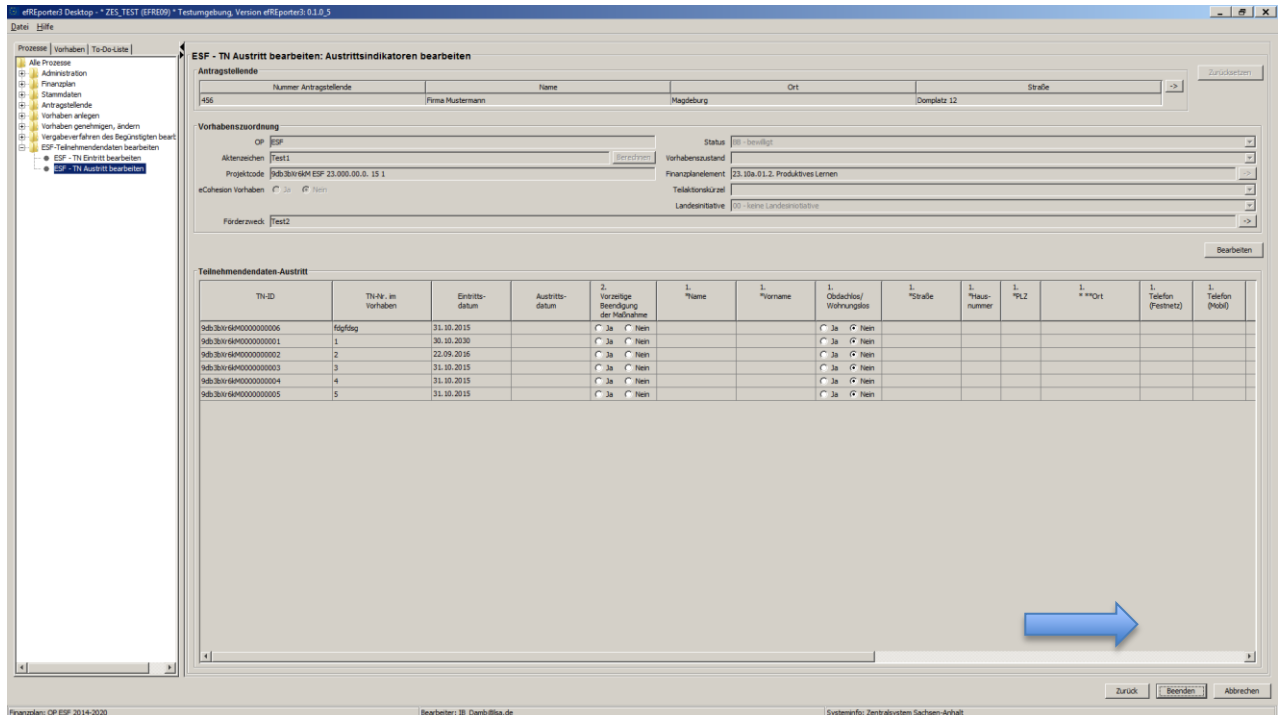 efREporter3 Desktop - * ZES_TEST (EFRE09) * Testumgebung, Version efREporter3: 0.1.0_5
Datei Hilfe
Prozesse Vorhaben To-Do-Liste
Alle Prozesse
Administration
Finanzplan
Stammdaten
Antragstellende
Vorhaben anlegen
Vorhaben genehmigen, ändern
Vergabeverfahren des Begünstigten beart
ESF-Teilnehmendendaten bearbeiten
ESF - TN Eintritt bearbeiten
ESF - TN Austritt bearbeiten
ESF - TN Austritt bearbeiten: Austrittsindikatoren bearbeiten
Antragstellende
Zurücksetzen
Nummer Antragstellende Name Ort Straße ->
456 Firma Mustermann Magdeburg Domplatz 12
Vorhabenszuordnung
OP ESF Status 08 - bewilligt
Aktenzeichen Test1 Berechnen Vorhabenszustand
Projektcode 9db3bXr6kM ESF 23.000.00.0. 15 1 Finanzplanelement 23.10a.01.2. Produktives Lernen ->
eCohesion Vorhaben Ja Nein Teilaktionskürzel
Landesinitiative 00 - keine Landesinitiative
Förderzweck Test2 ->
Bearbeiten
Teilnehmendendaten-Austritt
TN-ID TN-Nr. im Vorhaben Eintritts-datum Austritts-datum 2. Vorzeitige Beendigung der Maßnahme 1. *Name 1. *Vorname 1. Obdachlos/ Wohnungslos 1. *Straße 1. *Haus-nummer 1. *PLZ 1. * **Ort 1. Telefon (Festnetz) 1. Telefon (Mobil)
9db3bXr6kM0000000006 fdgfdsg 31.10.2015 Ja Nein Ja Nein
9db3bXr6kM0000000001 1 30.10.2030 Ja Nein Ja Nein
9db3bXr6kM0000000002 2 22.09.2016 Ja Nein Ja Nein
9db3bXr6kM0000000003 3 31.10.2015 Ja Nein Ja Nein
9db3bXr6kM0000000004 4 31.10.2015 Ja Nein Ja Nein
9db3bXr6kM0000000005 5 31.10.2015 Ja Nein Ja Nein
Zurück Beenden Abbrechen
Finanzplan: OP ESF 2014-2020 Bearbeiter: IB_Damb@lsa.de Systeminfo: Zentralsystem Sachsen-Anhalt